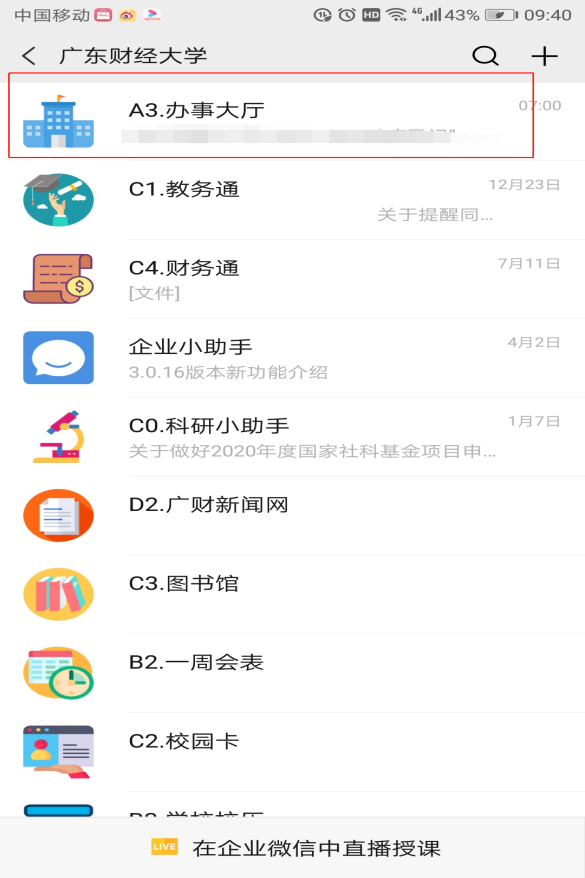 中国移动 HD 4G 43% 09:40
广东财经大学
A3.办事大厅 07:00
C1.教务通 12月23日
关于提醒同...
C4.财务通 7月11日
[文件]
企业小助手 4月2日
3.0.16版本新功能介绍
C0.科研小助手 1月7日
关于做好2020年度国家社科基金项目申...
D2.广财新闻网
C3.图书馆
B2.一周会表
C2.校园卡
LIVE 在企业微信中直播授课